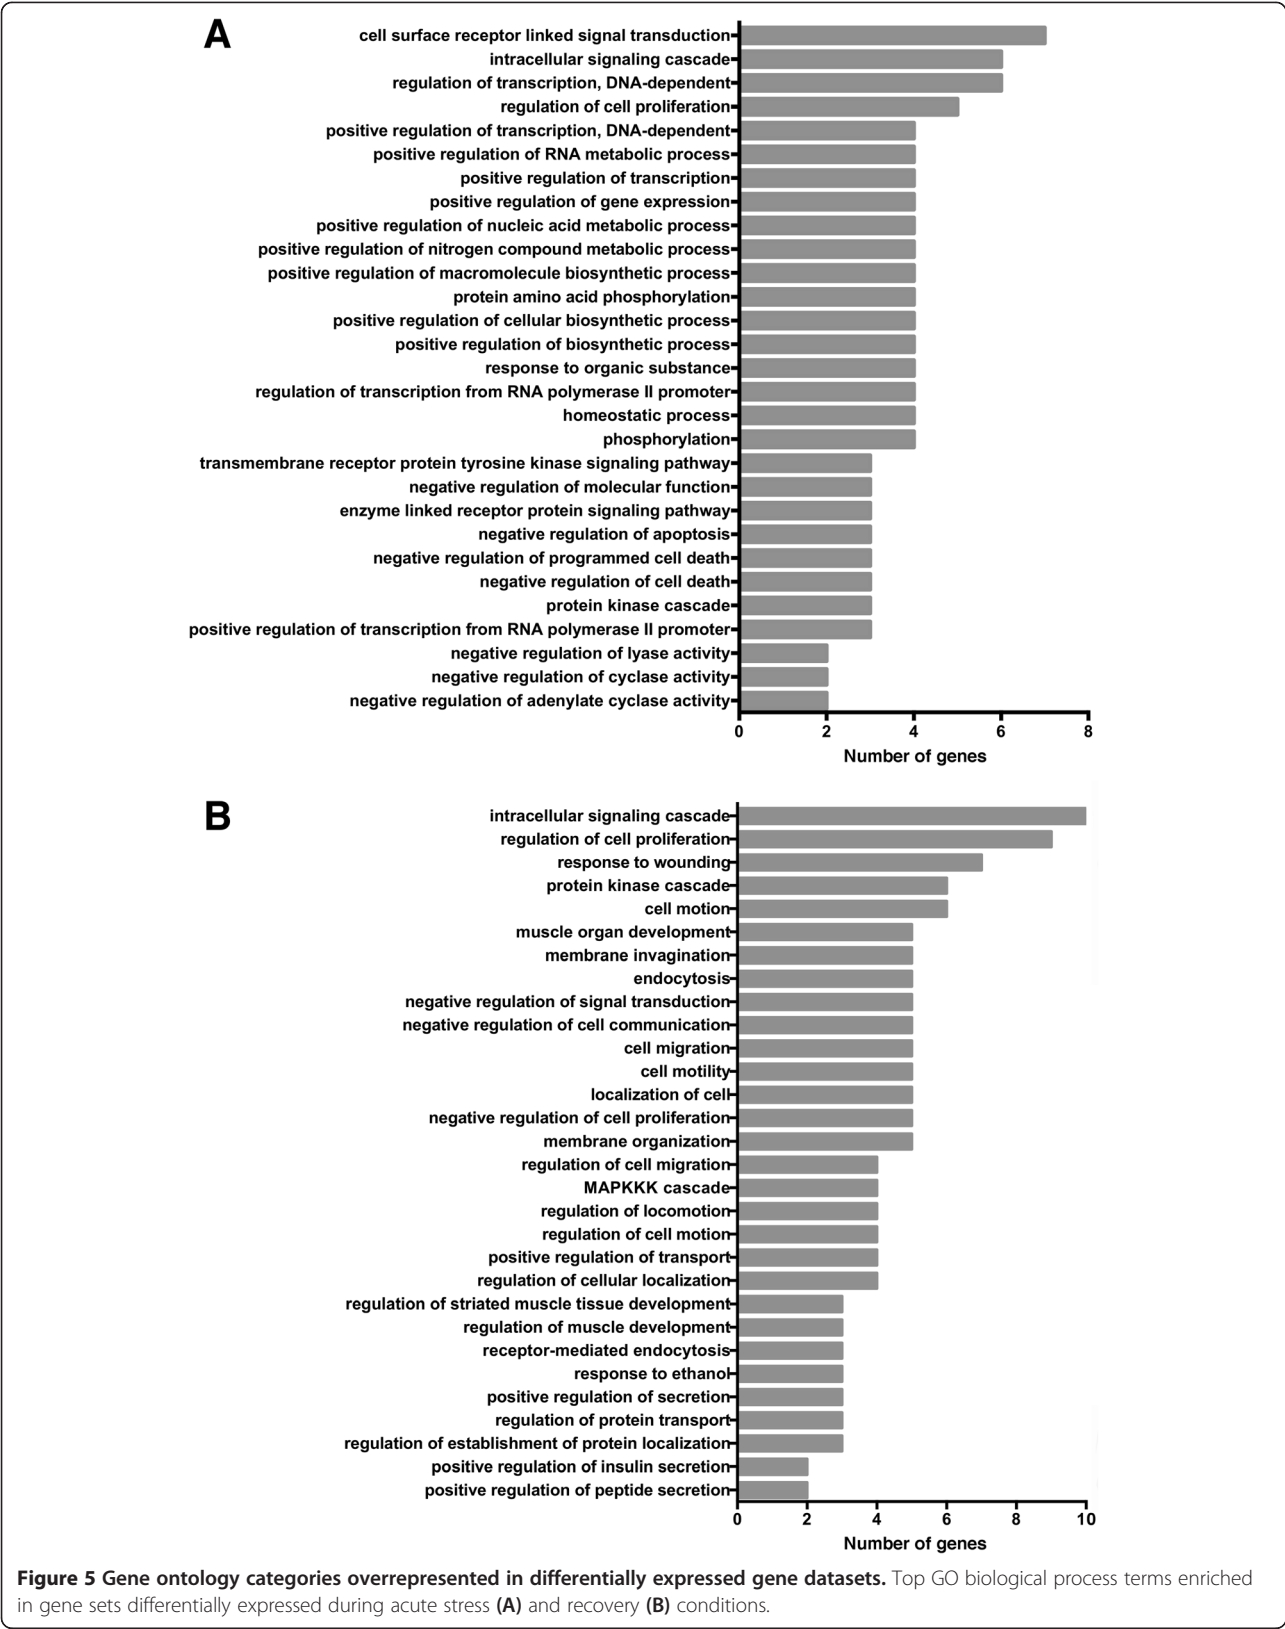 A
cell surface receptor linked signal transduction
intracellular signaling cascade
regulation of transcription, DNA-dependent
regulation of cell proliferation
positive regulation of transcription, DNA-dependent
positive regulation of RNA metabolic process
positive regulation of transcription
positive regulation of gene expression
positive regulation of nucleic acid metabolic process
positive regulation of nitrogen compound metabolic process
positive regulation of macromolecule biosynthetic process
protein amino acid phosphorylation
positive regulation of cellular biosynthetic process
positive regulation of biosynthetic process
response to organic substance
regulation of transcription from RNA polymerase II promoter
homeostatic process
phosphorylation
transmembrane receptor protein tyrosine kinase signaling pathway
negative regulation of molecular function
enzyme linked receptor protein signaling pathway
negative regulation of apoptosis
negative regulation of programmed cell death
negative regulation of cell death
protein kinase cascade
positive regulation of transcription from RNA polymerase II promoter
negative regulation of lyase activity
negative regulation of cyclase activity
negative regulation of adenylate cyclase activity
0 2 4 6 8
Number of genes
B
intracellular signaling cascade
regulation of cell proliferation
response to wounding
protein kinase cascade
cell motion
muscle organ development
membrane invagination
endocytosis
negative regulation of signal transduction
negative regulation of cell communication
cell migration
cell motility
localization of cell
negative regulation of cell proliferation
membrane organization
regulation of cell migration
MAPKKK cascade
regulation of locomotion
regulation of cell motion
positive regulation of transport
regulation of cellular localization
regulation of striated muscle tissue development
regulation of muscle development
receptor-mediated endocytosis
response to ethanol
positive regulation of secretion
regulation of protein transport
regulation of establishment of protein localization
positive regulation of insulin secretion
positive regulation of peptide secretion
0 2 4 6 8 10
Number of genes
Figure 5 Gene ontology categories overrepresented in differentially expressed gene datasets. Top GO biological process terms enriched
in gene sets differentially expressed during acute stress (A) and recovery (B) conditions.